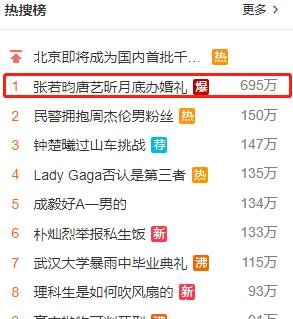 热搜榜 更多 >
北京即将成为国内首批千... 热
1 张若昀唐艺昕月底办婚礼 爆 695万
2 民警拥抱周杰伦男粉丝 热 150万
3 钟楚曦过山车挑战 荐 147万
4 Lady Gaga否认是第三者 热 135万
5 成毅好A一男的 134万
6 朴灿烈举报私生饭 新 133万
7 武汉大学暴雨中毕业典礼 沸 115万
8 理科生是如何吹风扇的 新 93万